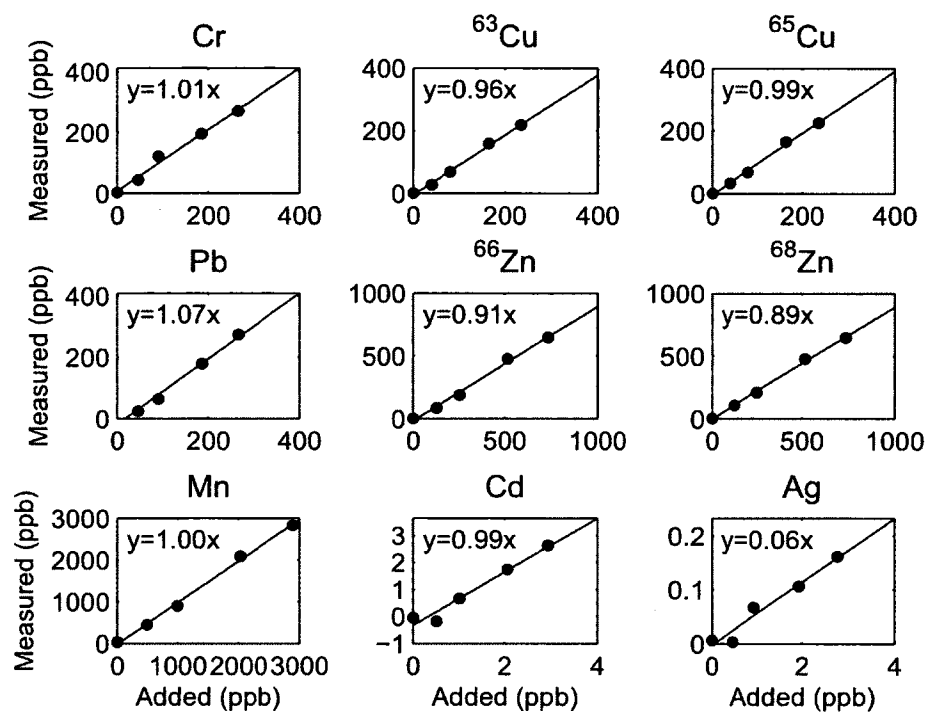 Cr
⁶³Cu
⁶⁵Cu
Measured (ppb)
400
200
0
y=1.01x
0 200 400
400
200
0
y=0.96x
0 200 400
400
200
0
y=0.99x
0 200 400
Pb
⁶⁶Zn
⁶⁸Zn
Measured (ppb)
400
200
0
y=1.07x
0 200 400
1000
500
0
y=0.91x
0 500 1000
1000
500
0
y=0.89x
0 500 1000
Mn
Cd
Ag
Measured (ppb)
3000
2000
1000
0
y=1.00x
0 1000 2000 3000
Added (ppb)
3
2
1
0
−1
y=0.99x
0 2 4
Added (ppb)
0.2
0.1
0
y=0.06x
0 2 4
Added (ppb)